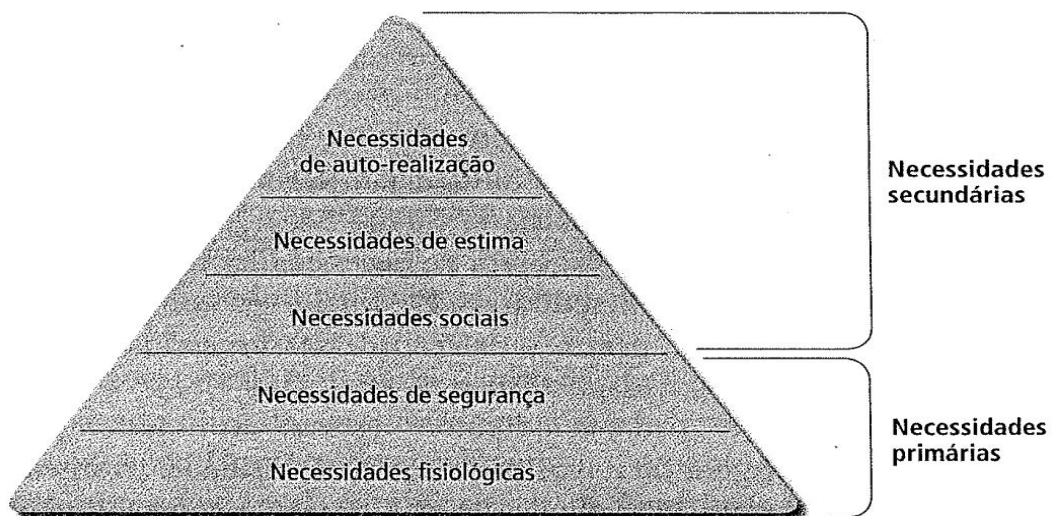 Necessidades
de auto-realização
Necessidades de estima
Necessidades sociais
Necessidades de segurança
Necessidades fisiológicas
Necessidades
secundárias
Necessidades
primárias